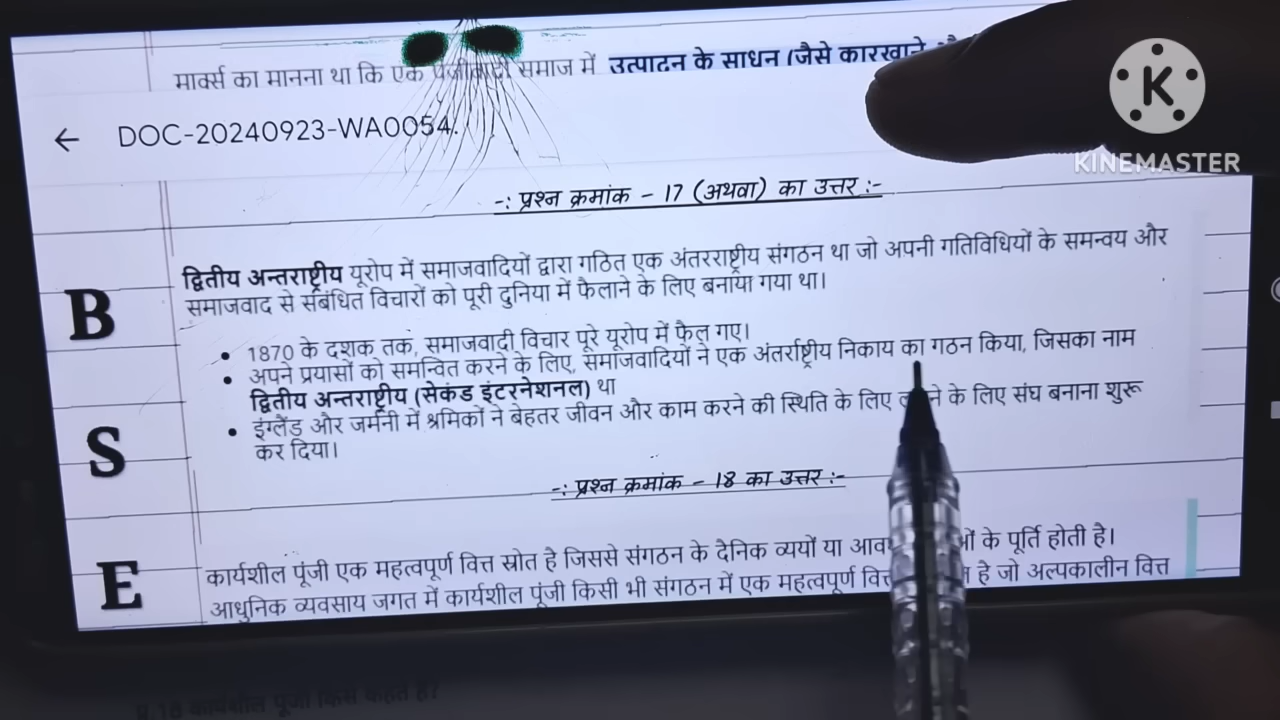 मार्क्स का मानना था कि एक पूंजीवादी समाज में उत्पादन के साधन (जैसे कारखाने
← DOC-20240923-WA0054.
KINEMASTER
-: प्रश्न क्रमांक - 17 (अथवा) का उत्तर :-
द्वितीय अन्तराष्ट्रीय यूरोप में समाजवादियों द्वारा गठित एक अंतरराष्ट्रीय संगठन था जो अपनी गतिविधियों के समन्वय और
समाजवाद से संबंधित विचारों को पूरी दुनिया में फैलाने के लिए बनाया गया था।
• 1870 के दशक तक, समाजवादी विचार पूरे यूरोप में फैल गए।
• अपने प्रयासों को समन्वित करने के लिए, समाजवादियों ने एक अंतर्राष्ट्रीय निकाय का गठन किया, जिसका नाम
द्वितीय अन्तराष्ट्रीय (सेकंड इंटरनेशनल) था
• इंग्लैंड और जर्मनी में श्रमिकों ने बेहतर जीवन और काम करने की स्थिति के लिए के लिए संघ बनाना शुरू
कर दिया।
-: प्रश्न क्रमांक - 18 का उत्तर :-
कार्यशील पूंजी एक महत्वपूर्ण वित्त स्रोत है जिससे संगठन के दैनिक व्ययों या के पूर्ति होती है।
आधुनिक व्यवसाय जगत में कार्यशील पूंजी किसी भी संगठन में एक महत्वपूर्ण वित्त है जो अल्पकालीन वित्त
B
S
E
कार्यशील पूंजी किसे कहते है?